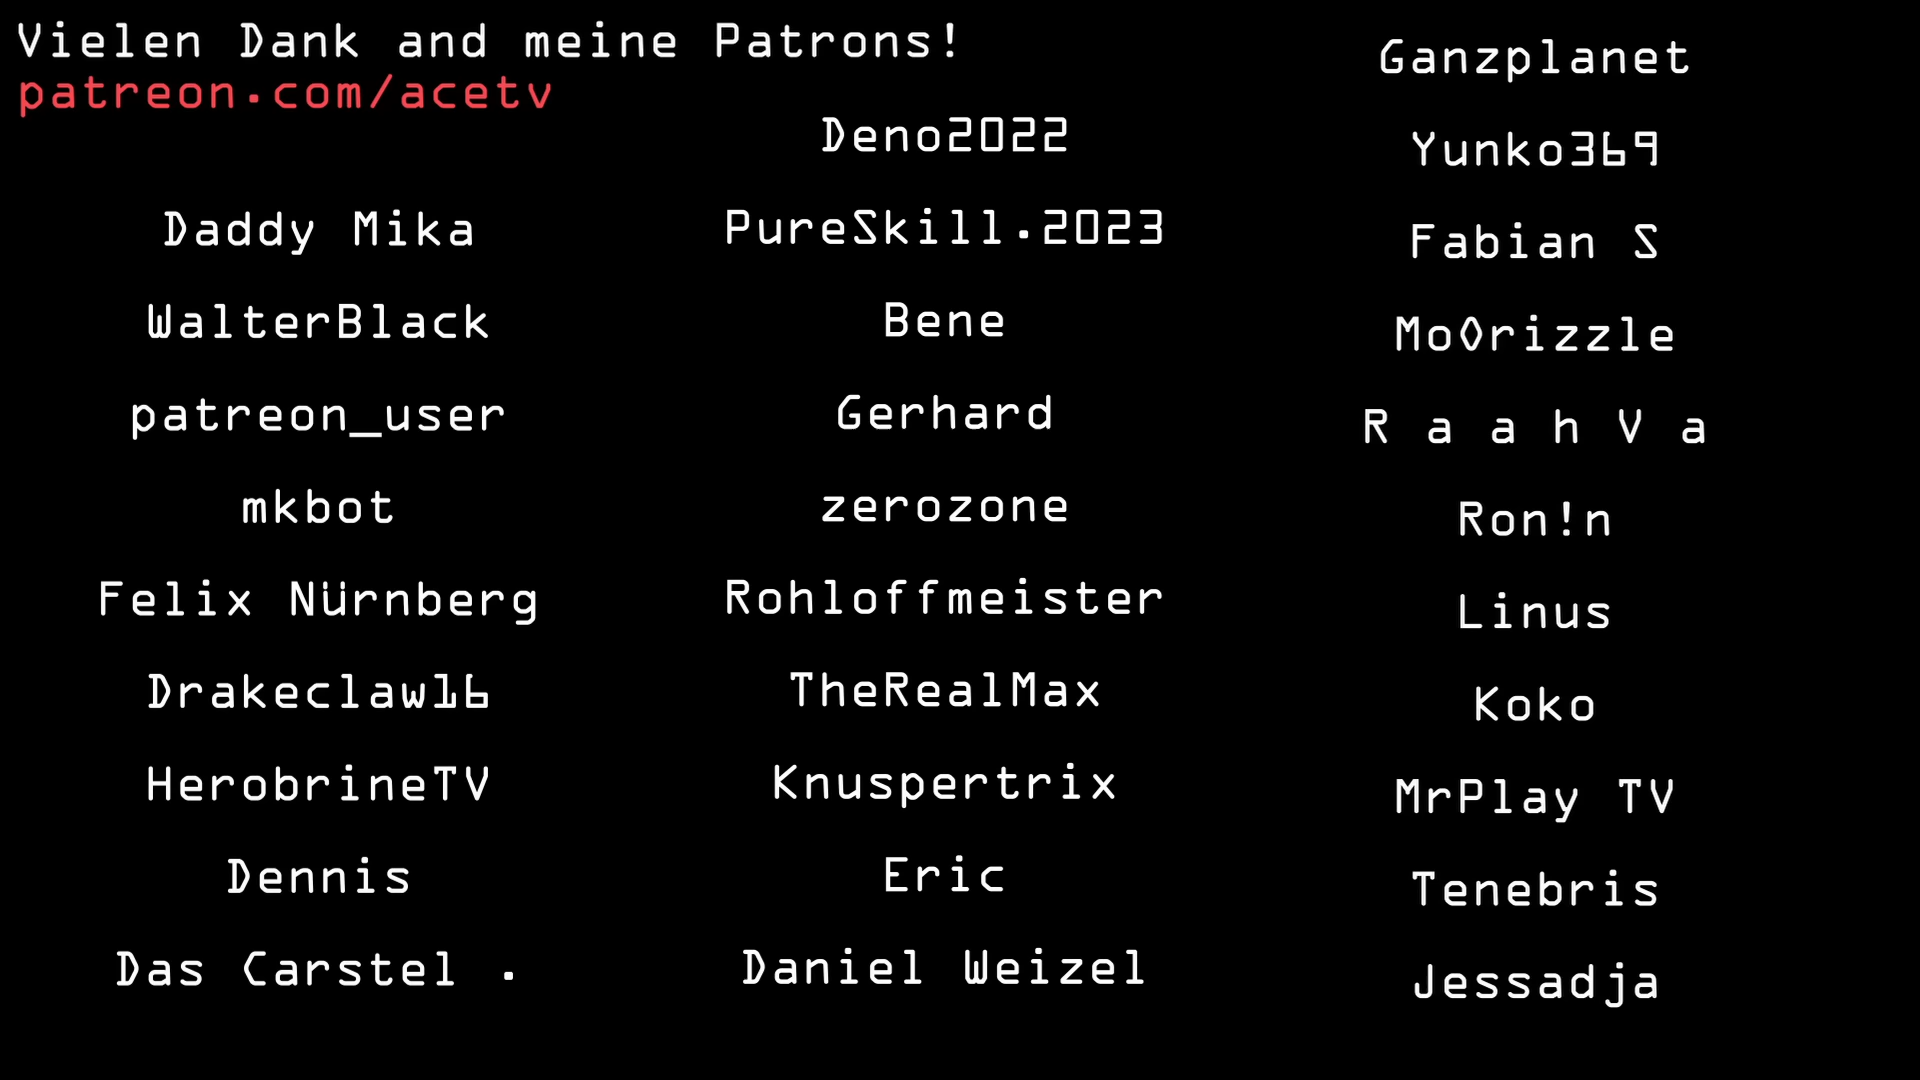 Vielen Dank and meine Patrons!
patreon.com/acetv
Daddy Mika
WalterBlack
patreon_user
mkbot
Felix Nürnberg
Drakeclaw16
HerobrineTV
Dennis
Das Carstel .
Deno2022
PureSkill.2023
Bene
Gerhard
zerozone
Rohloffmeister
TheRealMax
Knuspertrix
Eric
Daniel Weizel
Ganzplanet
Yunko369
Fabian S
Mo0rizzle
R a a h V a
Ron!n
Linus
Koko
MrPlay TV
Tenebris
Jessadja